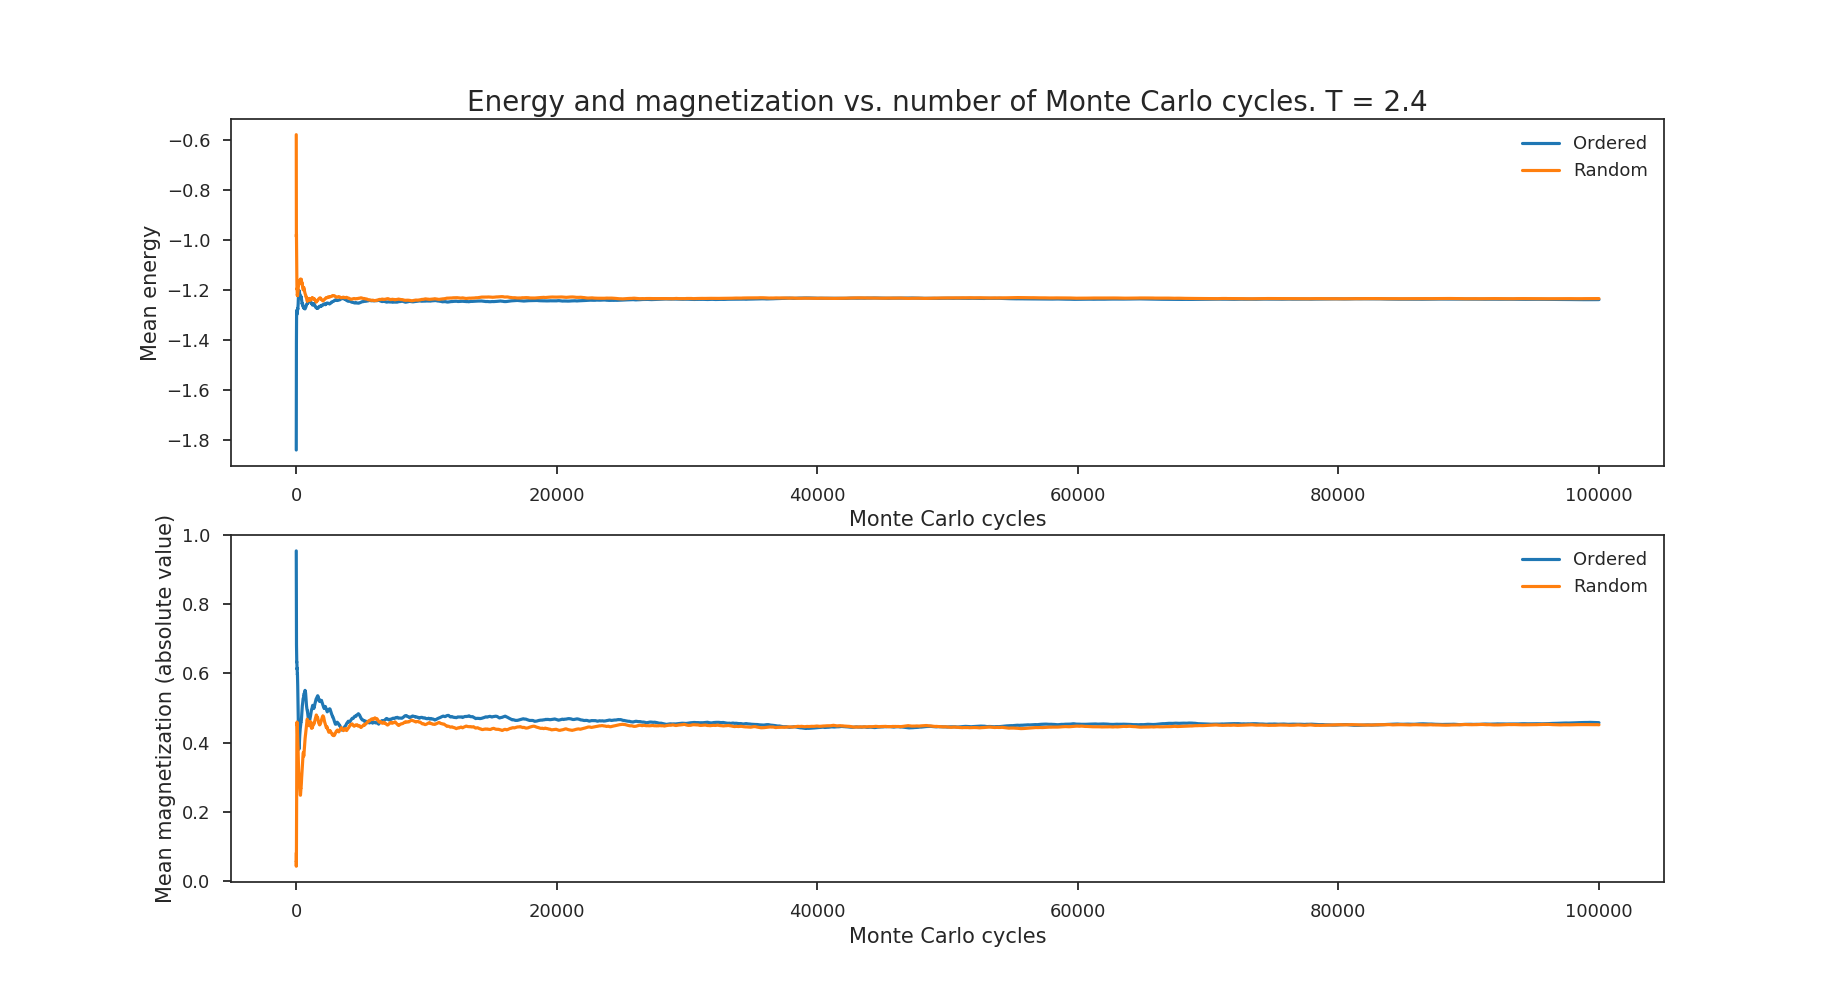 Energy and magnetization vs. number of Monte Carlo cycles. T = 2.4
Mean energy
−0.6
−0.8
−1.0
−1.2
−1.4
−1.6
−1.8
Ordered
Random
0 20000 40000 60000 80000 100000
Monte Carlo cycles
Mean magnetization (absolute value)
1.0
0.8
0.6
0.4
0.2
0.0
Ordered
Random
0 20000 40000 60000 80000 100000
Monte Carlo cycles